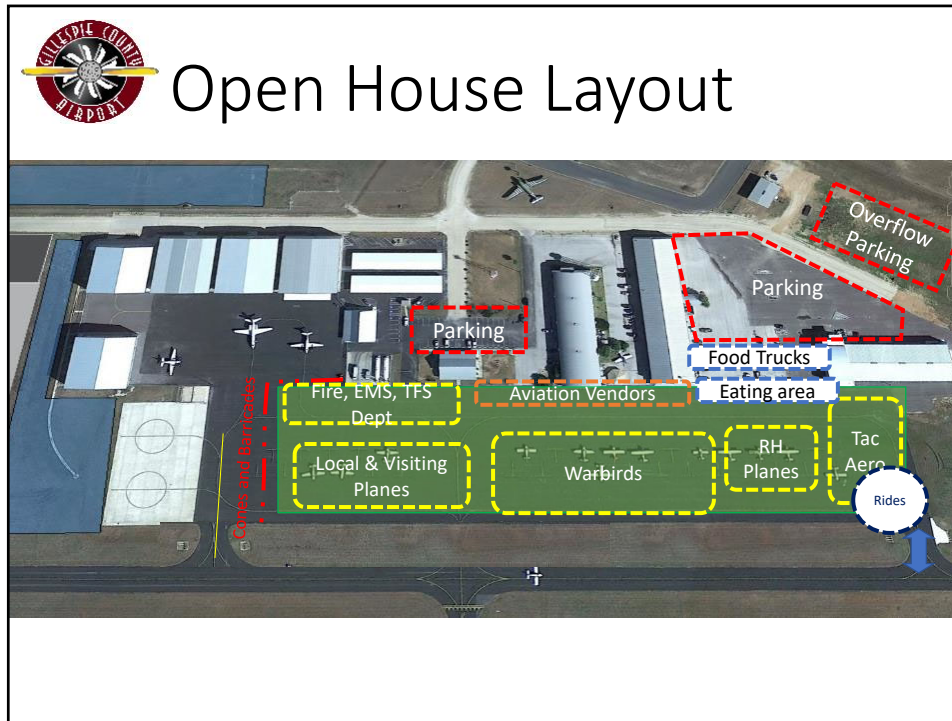 GILLESPIE COUNTY
AIRPORT
Open House Layout
Overflow
Parking
Parking
Parking
Food Trucks
Eating area
Aviation Vendors
Fire, EMS, TFS
Dept
Cones and Barricades
Local & Visiting
Planes
Warbirds
RH
Planes
Tac
Aero
Rides